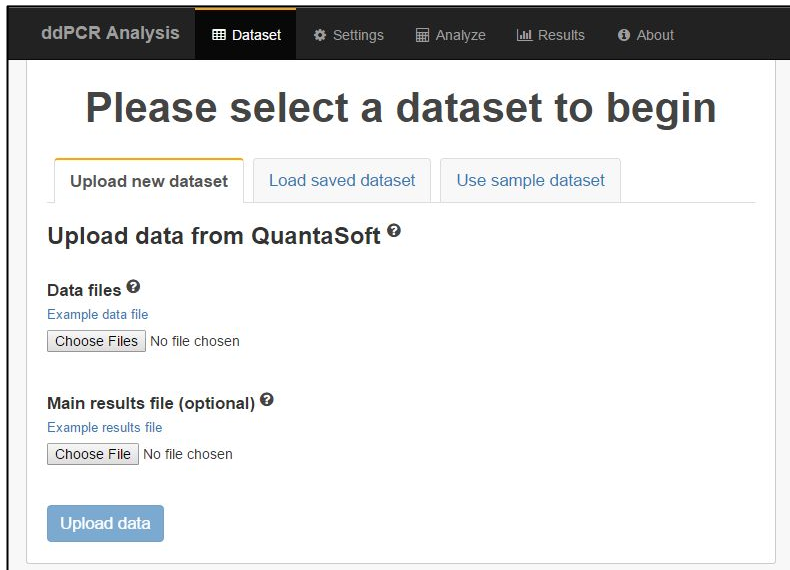 ddPCR Analysis Dataset Settings Analyze Results About
Please select a dataset to begin
Upload new dataset Load saved dataset Use sample dataset
Upload data from QuantaSoft ?
Data files ?
Example data file
Choose Files No file chosen
Main results file (optional) ?
Example results file
Choose File No file chosen
Upload data